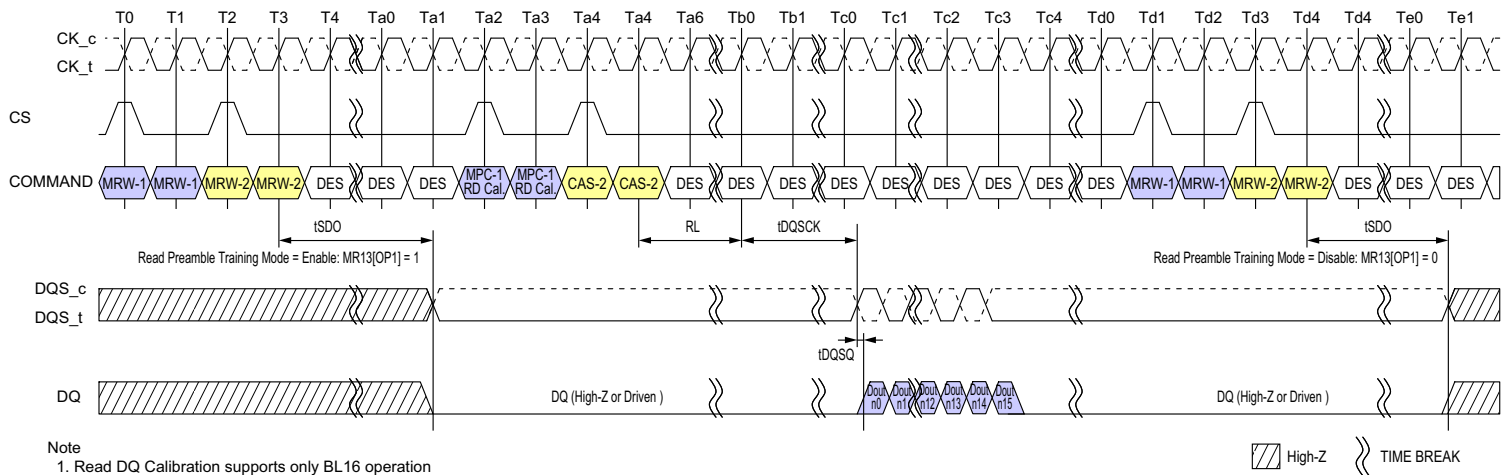 T0 T1 T2 T3 T4 Ta0 Ta1 Ta2 Ta3 Ta4 Ta4 Ta6 Tb0 Tb1 Tc0 Tc1 Tc2 Tc3 Tc4 Td0 Td1 Td2 Td3 Td4 Td4 Te0 Te1
CK_c
CK_t
CS
COMMAND MRW-1 MRW-1 MRW-2 MRW-2 DES DES DES MPC-1 RD Cal. MPC-1 RD Cal. CAS-2 CAS-2 DES DES DES DES DES DES DES DES DES MRW-1 MRW-1 MRW-2 MRW-2 DES DES DES
tSDO RL tDQSCK tSDO
Read Preamble Training Mode = Enable: MR13[OP1] = 1 Read Preamble Training Mode = Disable: MR13[OP1] = 0
DQS_c
DQS_t
tDQSQ
DQ DQ (High-Z or Driven ) Dout n0 Dout n1 Dout n12 Dout n13 Dout n14 Dout n15 DQ (High-Z or Driven )
Note
1. Read DQ Calibration supports only BL16 operation
High-Z TIME BREAK